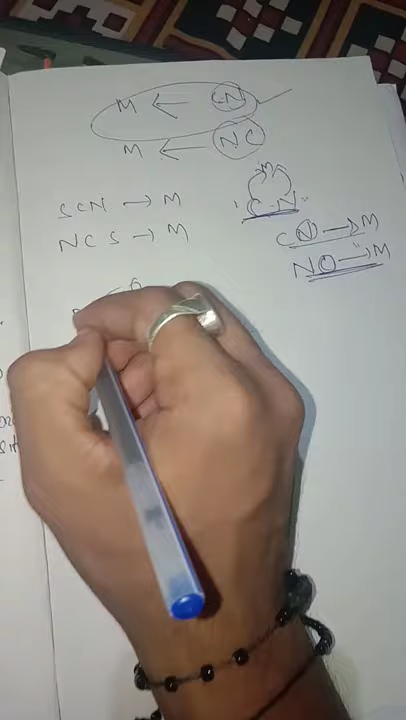 M ← CN
M ← NC
SCN → M
NCS → M
M
: C - N :
CN → M
NO → M